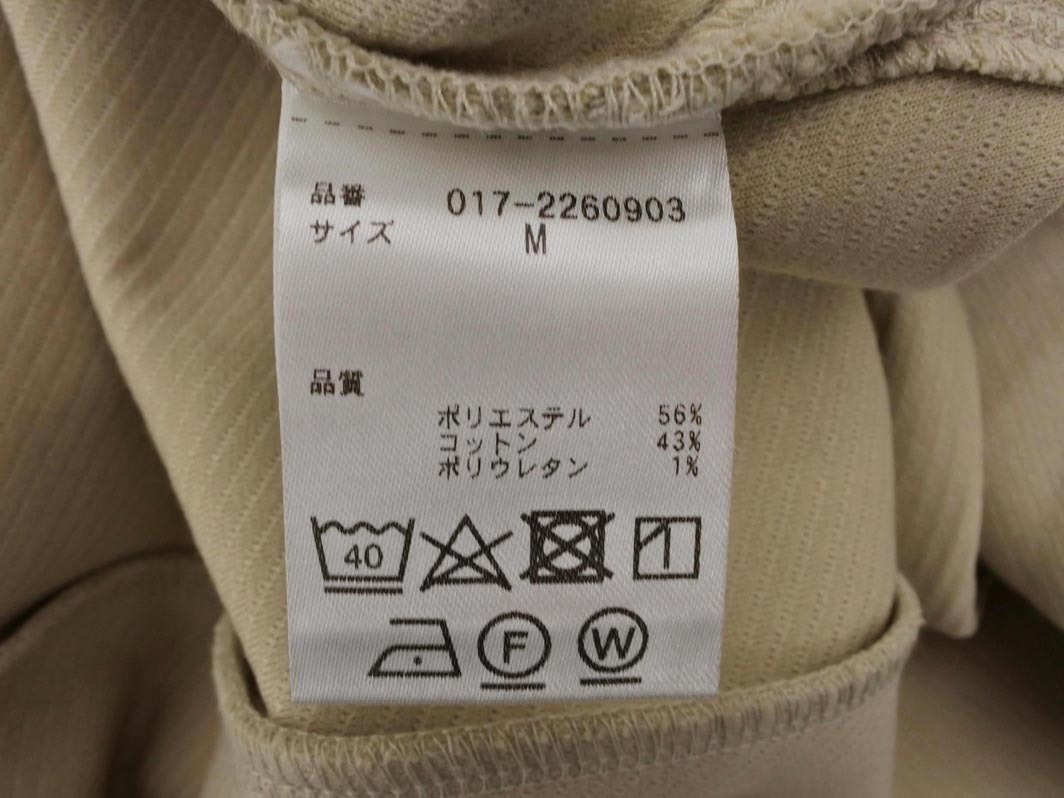 品番 017-2260903
サイズ M
品質
ポリエステル 56%
コットン 43%
ポリウレタン 1%
40
F W